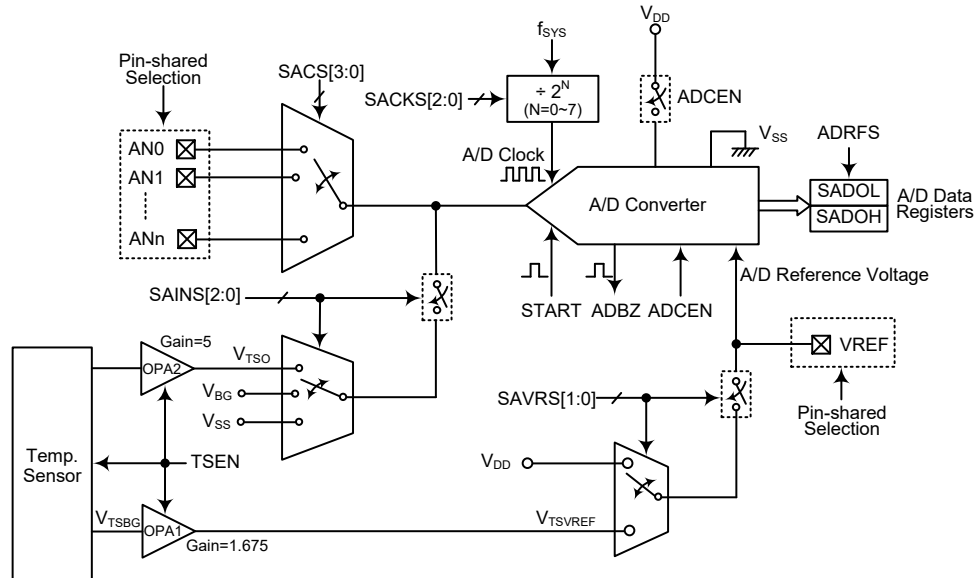 f_SYS
V_DD
Pin-shared
Selection
SACS[3:0]
SACKS[2:0]
÷ 2^N
(N=0~7)
ADCEN
V_SS
ADRFS
AN0
AN1
ANn
A/D Clock
A/D Converter
SADOL
SADOH
A/D Data
Registers
A/D Reference Voltage
SAINS[2:0]
START
ADBZ
ADCEN
Gain=5
OPA2
V_TSO
V_BG
V_SS
VREF
SAVRS[1:0]
Pin-shared
Selection
Temp.
Sensor
TSEN
V_DD
V_TSBG
OPA1
Gain=1.675
V_TSVREF